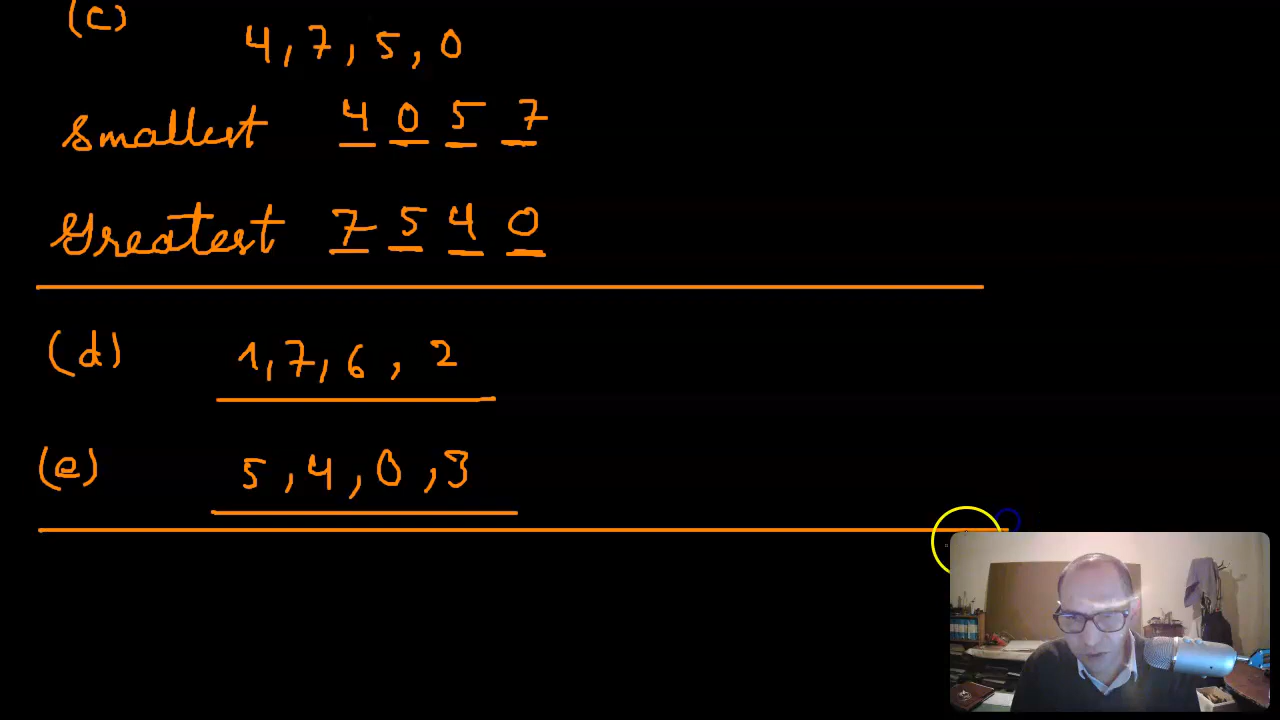 (c) 4, 7, 5, 0
Smallest 4 0 5 7
Greatest 7 5 4 0
(d) 1, 7, 6, 2
(e) 5, 4, 0, 3